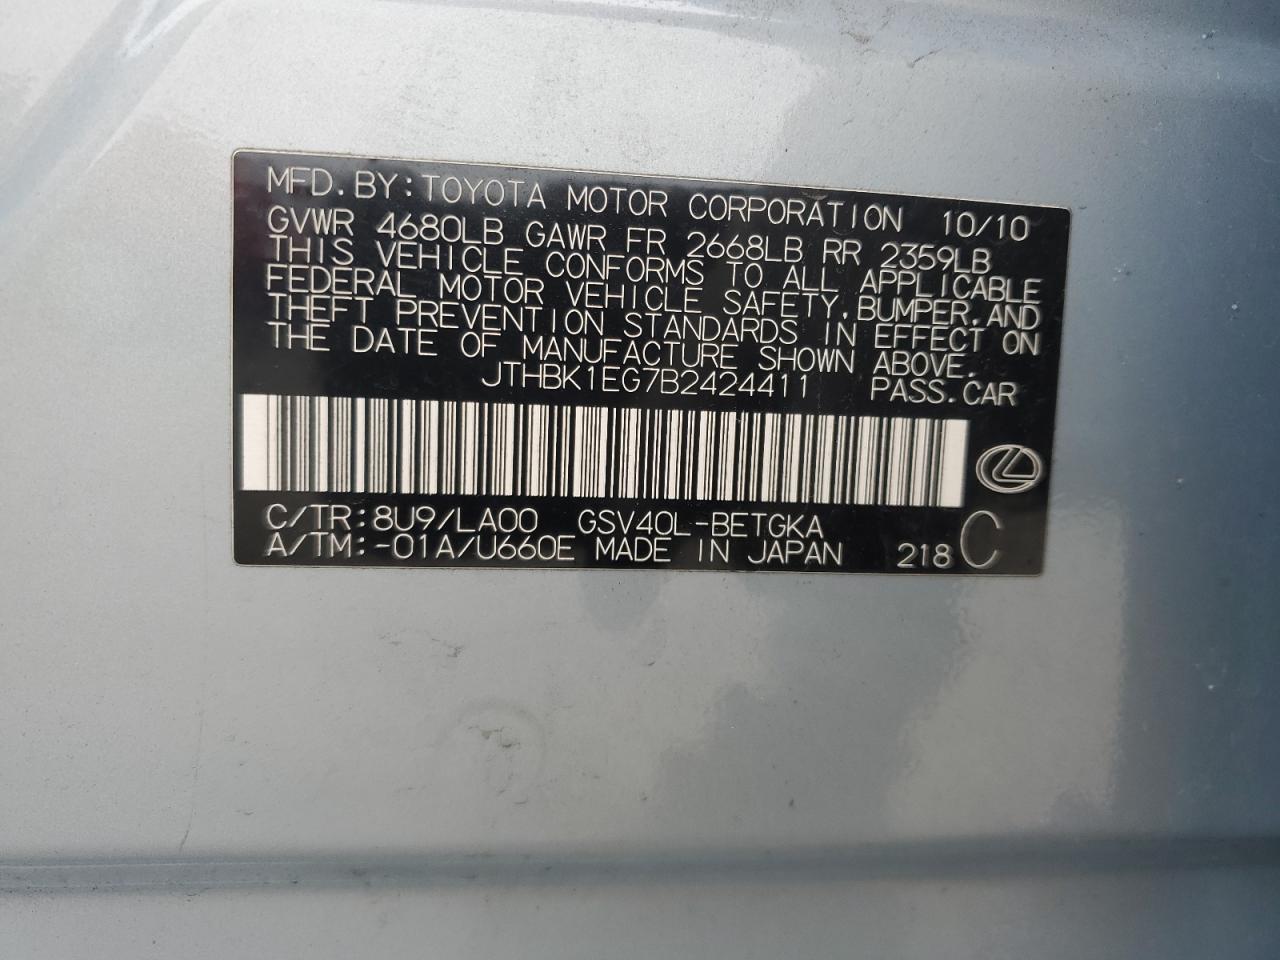 MFD.BY:TOYOTA MOTOR CORPORATION 10/10
GVWR 4680LB GAWR FR 2668LB RR 2359LB
THIS VEHICLE CONFORMS TO ALL APPLICABLE
FEDERAL MOTOR VEHICLE SAFETY,BUMPER,AND
THEFT PREVENTION STANDARDS IN EFFECT ON
THE DATE OF MANUFACTURE SHOWN ABOVE.
JTHBK1EG7B2424411 PASS.CAR
C/TR:8U9/LA00 GSV40L-BETGKA
A/TM:-01A/U660E MADE IN JAPAN 218 C